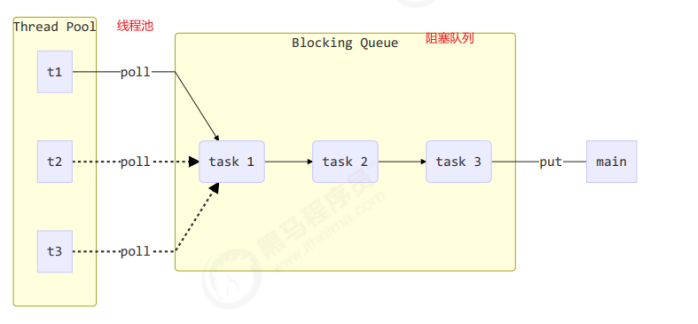 Thread Pool
线程池
Blocking Queue
阻塞队列
t1
poll
t2
poll
task 1
task 2
task 3
put
main
t3
poll
黑马程序员
www.itheima.com